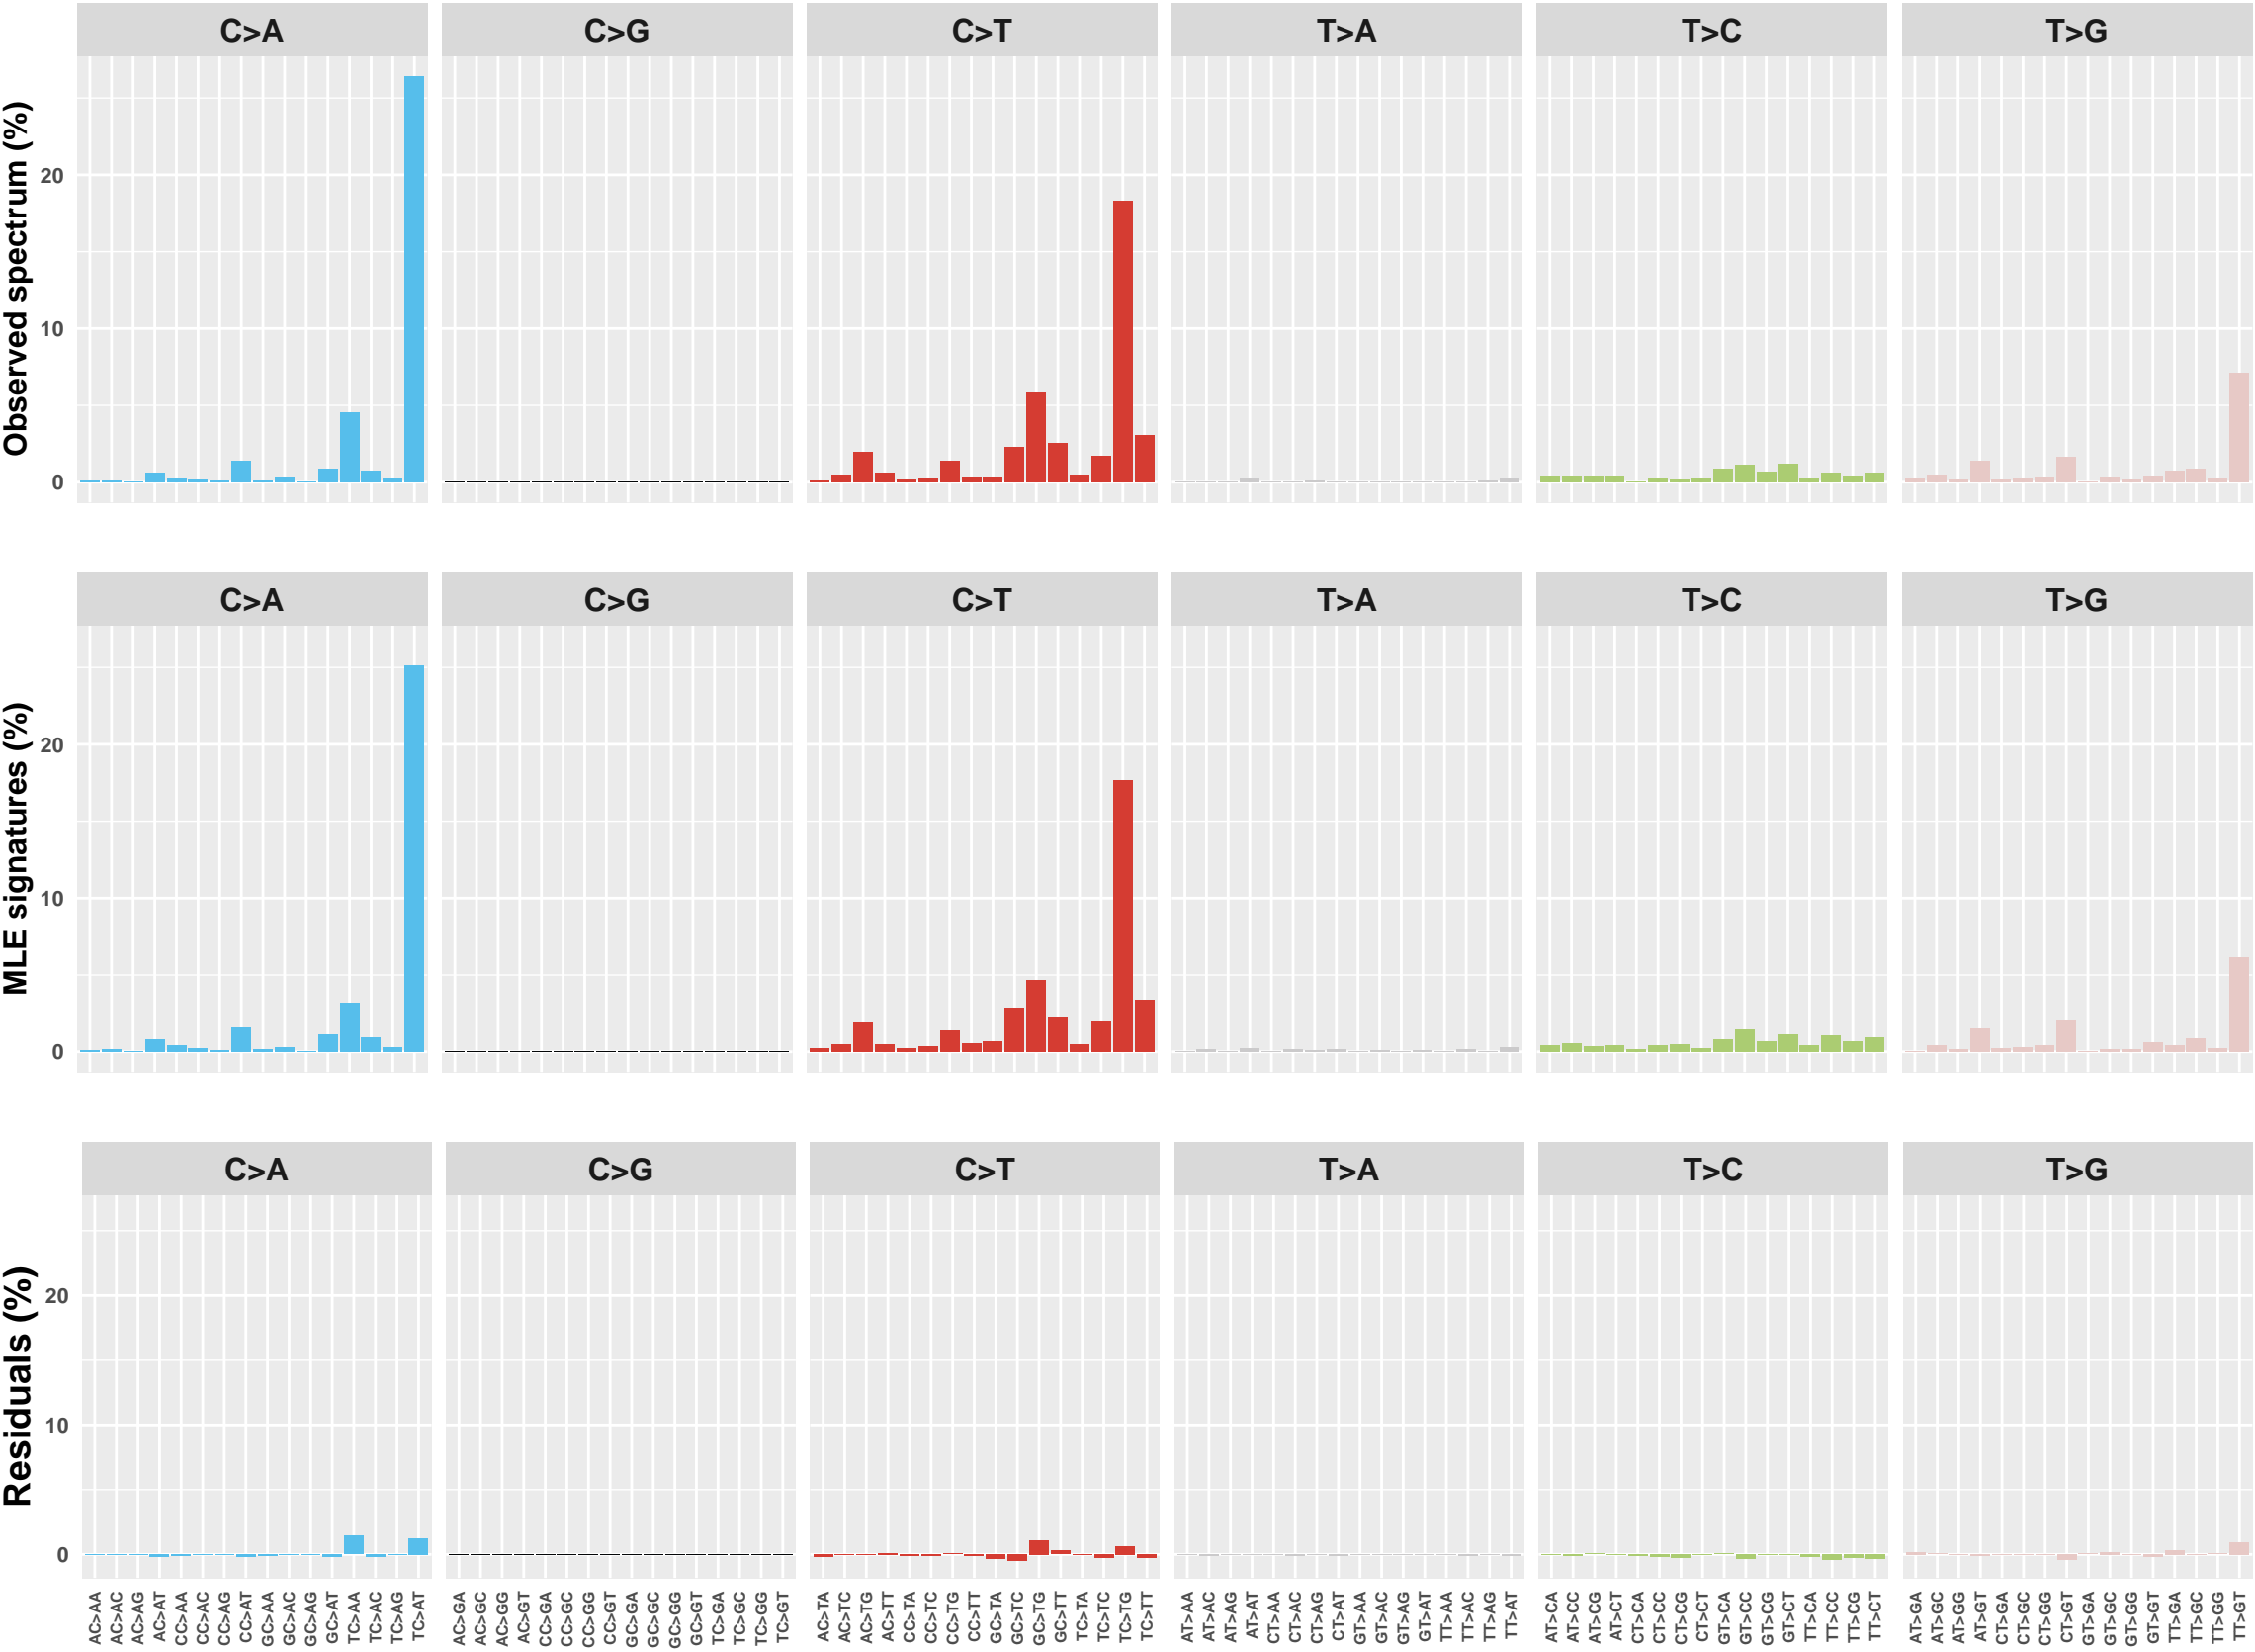 C>A C>G C>T T>A T>C T>G
Observed spectrum (%)
20
10
0
C>A C>G C>T T>A T>C T>G
MLE signatures (%)
20
10
0
C>A C>G C>T T>A T>C T>G
Residuals (%)
20
10
0
AC>AA AC>AC AC>AG AC>AT CC>AA CC>AC CC>AG CC>AT GC>AA GC>AC GC>AG GC>AT TC>AA TC>AC TC>AG TC>AT AC>GA AC>GC AC>GG AC>GT CC>GA CC>GC CC>GG CC>GT GC>GA GC>GC GC>GG GC>GT TC>GA TC>GC TC>GG TC>GT AC>TA AC>TC AC>TG AC>TT CC>TA CC>TC CC>TG CC>TT GC>TA GC>TC GC>TG GC>TT TC>TA TC>TC TC>TG TC>TT AT>AA AT>AC AT>AG AT>AT CT>AA CT>AC CT>AG CT>AT GT>AA GT>AC GT>AG GT>AT TT>AA TT>AC TT>AG TT>AT AT>CA AT>CC AT>CG AT>CT CT>CA CT>CC CT>CG CT>CT GT>CA GT>CC GT>CG GT>CT TT>CA TT>CC TT>CG TT>CT AT>GA AT>GC AT>GG AT>GT CT>GA CT>GC CT>GG CT>GT GT>GA GT>GC GT>GG GT>GT TT>GA TT>GC TT>GG TT>GT